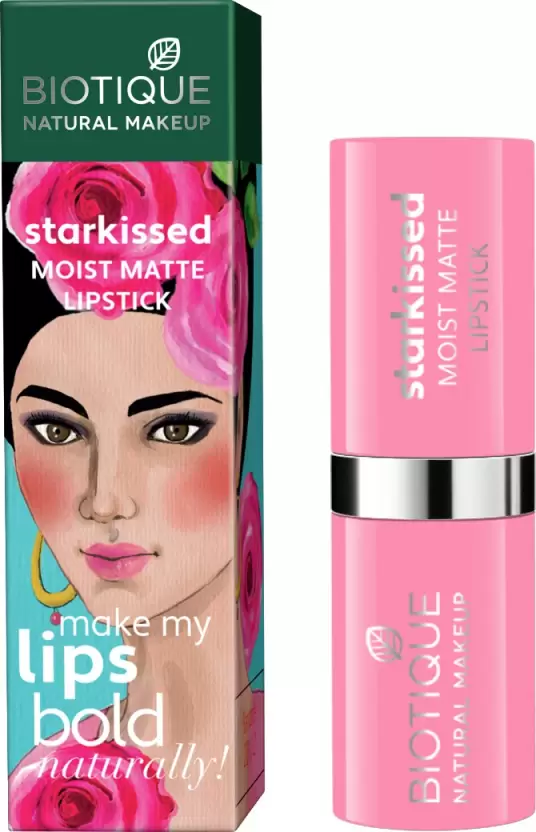 BIOTIQUE
NATURAL MAKEUP
starkissed
MOIST MATTE
LIPSTICK
make my
lips
bold
naturally!
starkissed
MOIST MATTE
LIPSTICK
BIOTIQUE
NATURAL MAKEUP